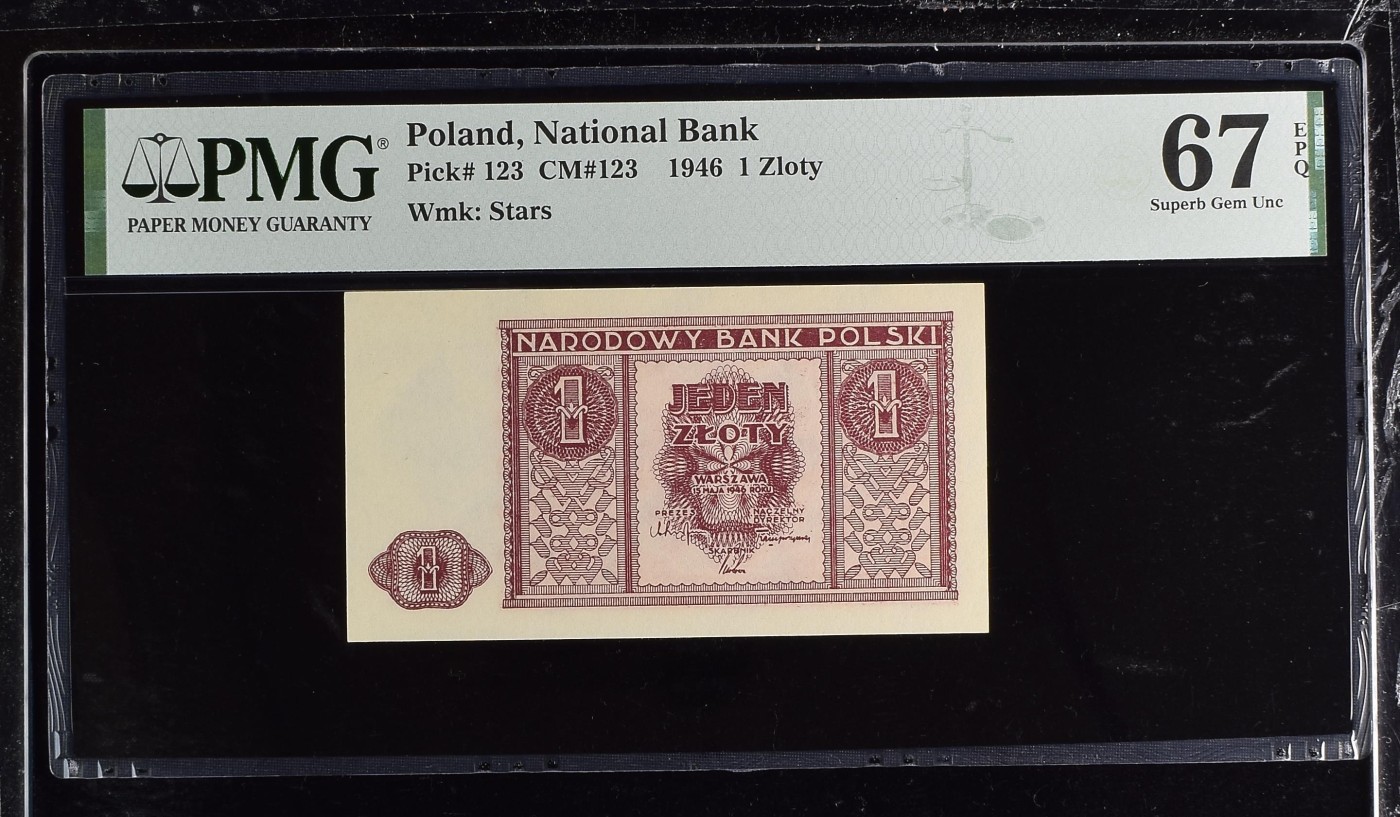 PMG®
PAPER MONEY GUARANTY
Poland, National Bank
Pick# 123 CM#123 1946 1 Zloty
Wmk: Stars
67
EPQ
Superb Gem Unc
NARODOWY BANK POLSKI
1
1
JEDEN
ZŁOTY
WARSZAWA
15 MAJA 1946 ROKU
PREZES
NACZELNY
DYREKTOR
SKARBNIK
1